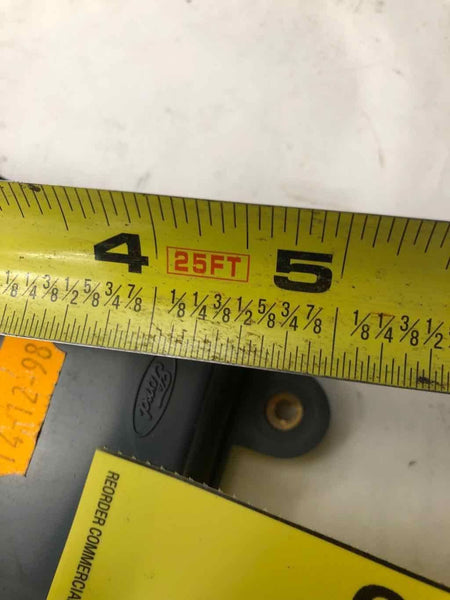 4 25FT 5
1/8 1/4 3/8 1/2 5/8 3/4 7/8 1/8 1/4 3/8 1/2 5/8 3/4 7/8 1/8 1/4 3/8 1/2
14-12-98
Ford
REORDER COMMERCIA